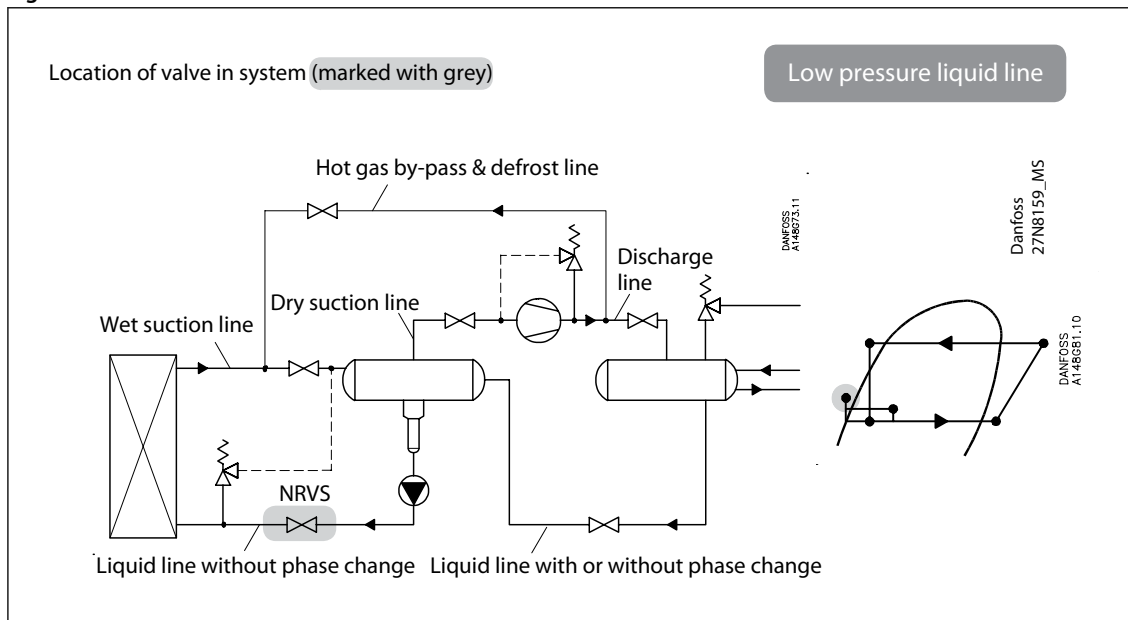 Location of valve in system (marked with grey)
Low pressure liquid line
Hot gas by-pass & defrost line
Danfoss
27N8159_MS
DANFOSS
A148G73.11
Discharge
line
Dry suction line
Wet suction line
DANFOSS
A148G81.10
NRVS
Liquid line without phase change
Liquid line with or without phase change